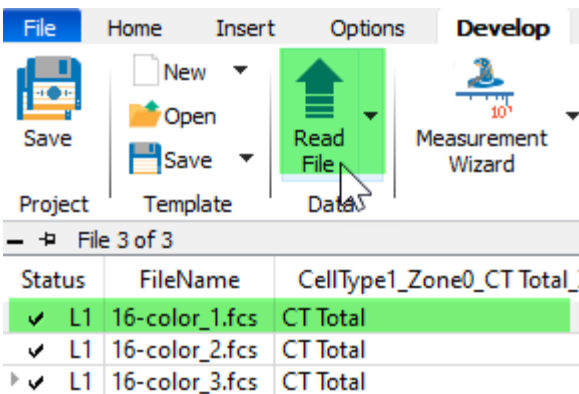 File Home Insert Options Develop
New
Open
Save
Save
Read
File
10
Measurement
Wizard
Project Template Data
File 3 of 3
Status FileName CellType1_Zone0_CT Total_
L1 16-color_1.fcs CT Total
L1 16-color_2.fcs CT Total
L1 16-color_3.fcs CT Total